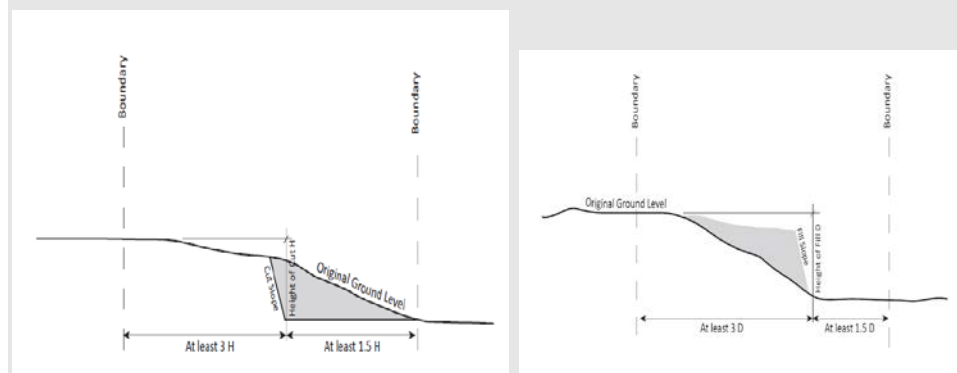 Boundary
Boundary
Original Ground Level
Cut Slope
Height of Cut H
At least 3 H
At least 1.5 H
Boundary
Boundary
Original Ground Level
Fill Slope
Height of Fill D
At least 3 D
At least 1.5 D